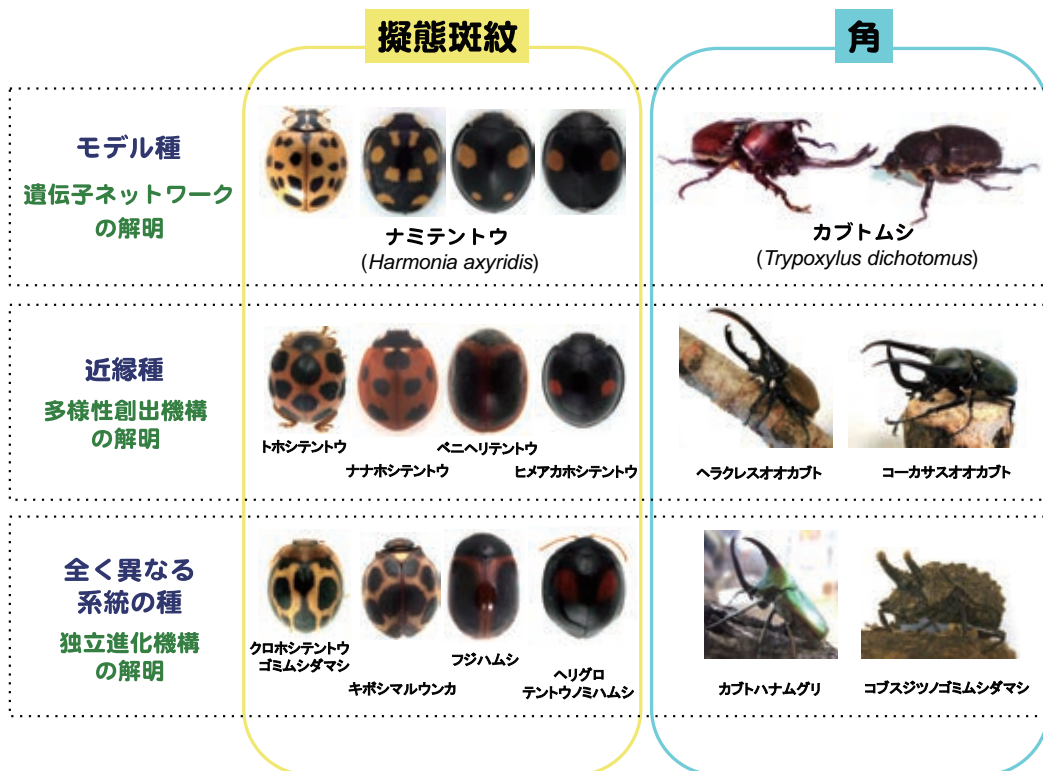 擬態斑紋
角
モデル種
遺伝子ネットワーク
の解明
ナミテントウ
(Harmonia axyridis)
カブトムシ
(Trypoxylus dichotomus)
近縁種
多様性創出機構
の解明
トホシテントウ
ナナホシテントウ
ベニヘリテントウ
ヒメアカホシテントウ
ヘラクレスオオカブト
コーカサスオオカブト
全く異なる
系統の種
独立進化機構
の解明
クロホシテントウ
ゴミムシダマシ
キボシマルウンカ
フジハムシ
ヘリグロ
テントウノミハムシ
カブトハナムグリ
コブスジツノゴミムシダマシ